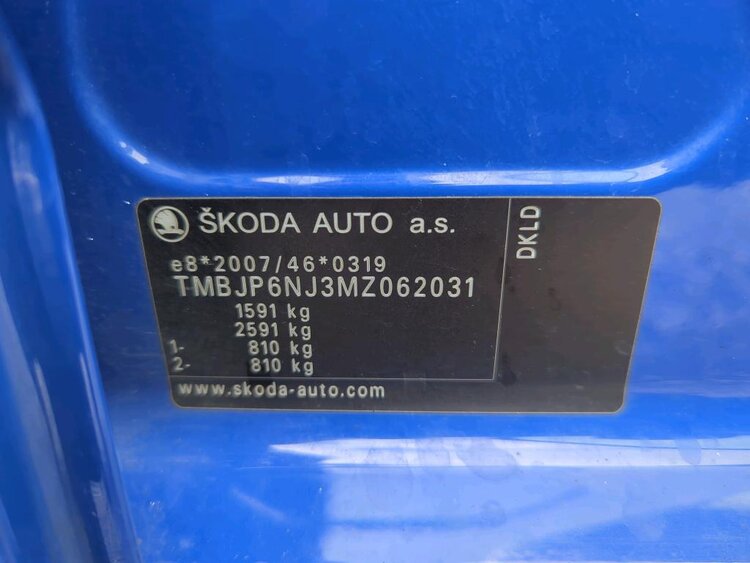 ŠKODA AUTO a.s.
e8*2007/46*0319
TMBJP6NJ3MZ062031
1591 kg
2591 kg
1- 810 kg
2- 810 kg
www.skoda-auto.com
DKLD